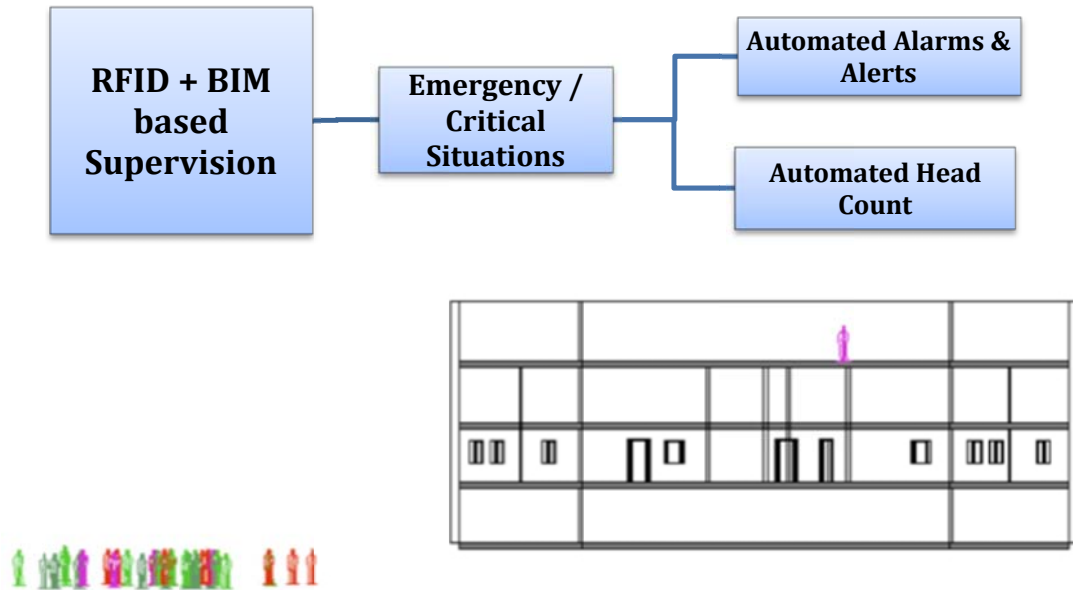 RFID + BIM
based
Supervision
Emergency /
Critical
Situations
Automated Alarms &
Alerts
Automated Head
Count